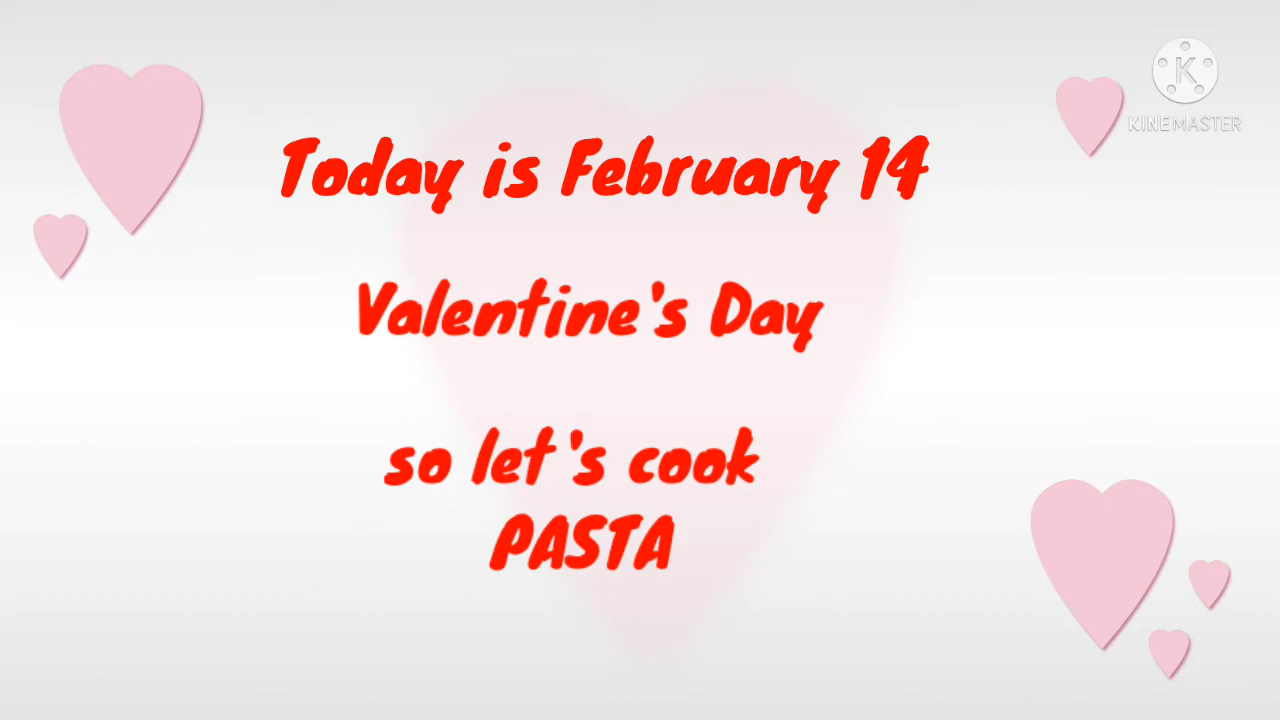 K
KINEMASTER
Today is February 14
Valentine's Day
so let's cook
PASTA